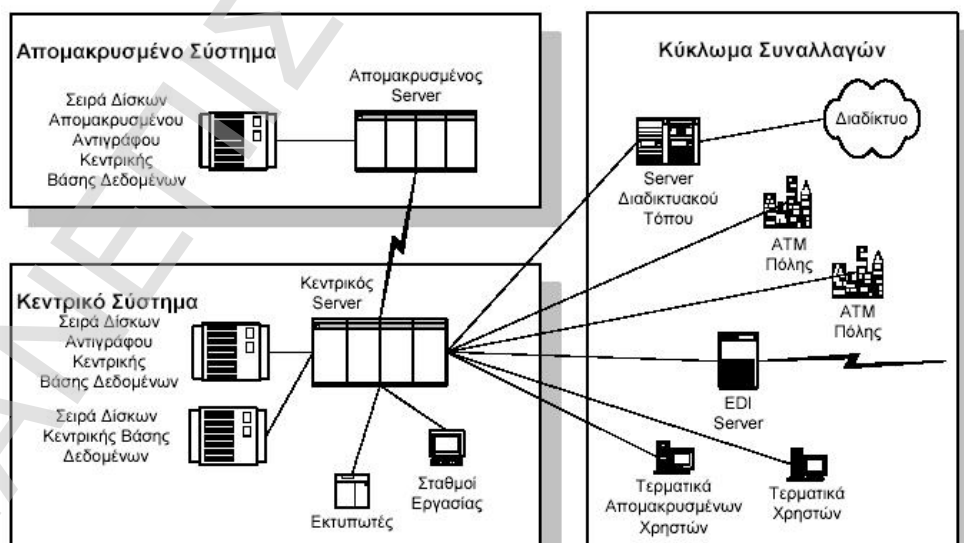 Απομακρυσμένο Σύστημα
Απομακρυσμένος
Server
Σειρά Δίσκων
Απομακρυσμένου
Αντιγράφου
Κεντρικής
Βάσης Δεδομένων
Κεντρικό Σύστημα
Κεντρικός
Server
Σειρά Δίσκων
Αντιγράφου
Κεντρικής
Βάσης Δεδομένων
Σειρά Δίσκων
Κεντρικής Βάσης
Δεδομένων
Εκτυπωτές
Σταθμοί
Εργασίας
Κύκλωμα Συναλλαγών
Διαδίκτυο
Server
Διαδικτυακού
Τόπου
ATM
Πόλης
ATM
Πόλης
EDI
Server
Τερματικά
Απομακρυσμένων
Χρηστών
Τερματικά
Χρηστών